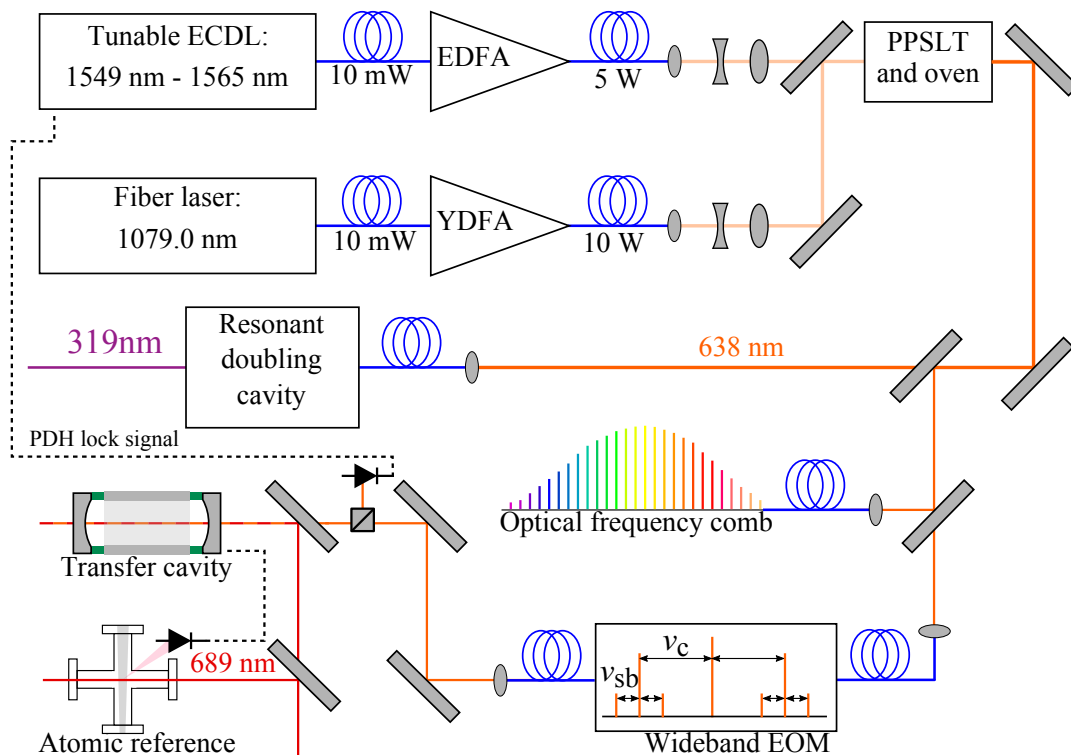 Tunable ECDL:
1549 nm - 1565 nm
10 mW
EDFA
5 W
PPSLT
and oven
Fiber laser:
1079.0 nm
10 mW
YDFA
10 W
319nm
Resonant
doubling
cavity
638 nm
PDH lock signal
Optical frequency comb
Transfer cavity
689 nm
Atomic reference
νc
νsb
Wideband EOM